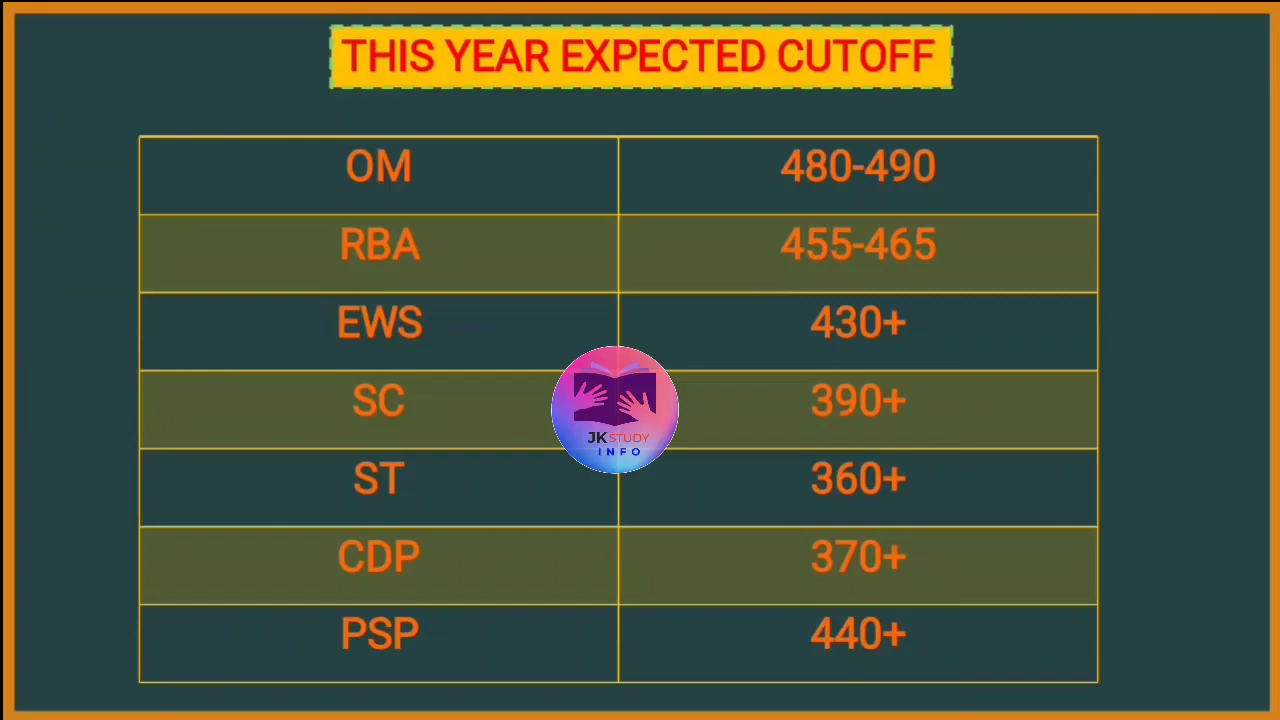 THIS YEAR EXPECTED CUTOFF
OM 480-490
RBA 455-465
EWS 430+
SC 390+
ST 360+
CDP 370+
PSP 440+
JK STUDY
INFO